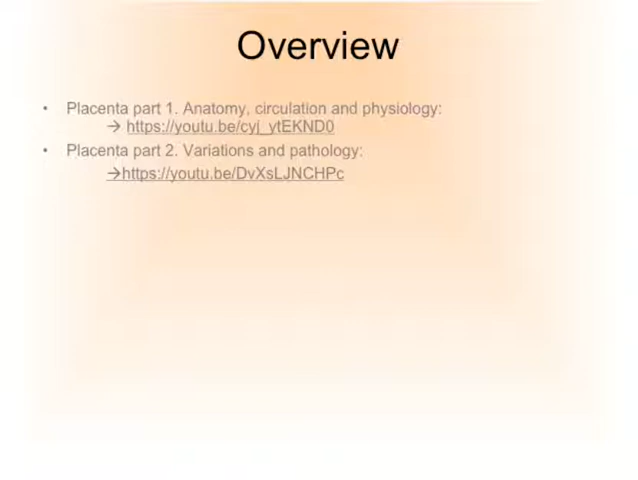 Overview
• Placenta part 1. Anatomy, circulation and physiology:
→ https://youtu.be/cyj_ytEKND0
• Placenta part 2. Variations and pathology:
→https://youtu.be/DvXsLJNCHPc